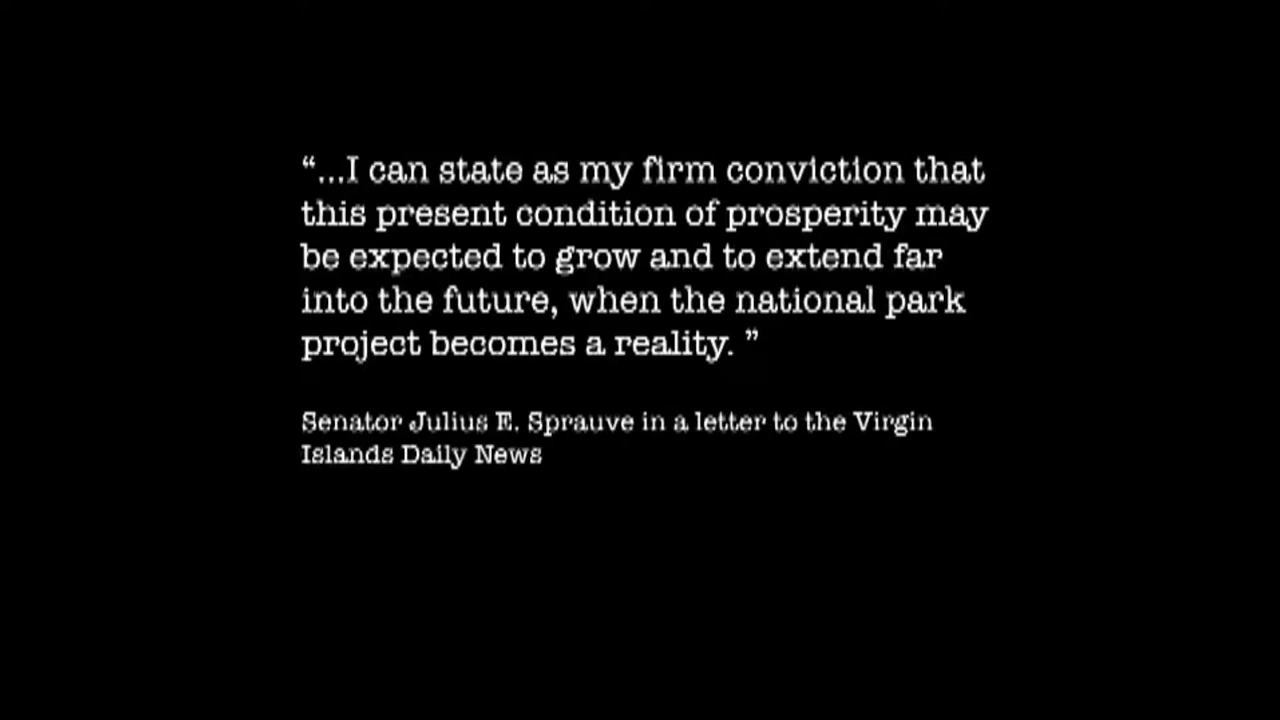 “...I can state as my firm conviction that
this present condition of prosperity may
be expected to grow and to extend far
into the future, when the national park
project becomes a reality. ”
Senator Julius E. Sprauve in a letter to the Virgin
Islands Daily News